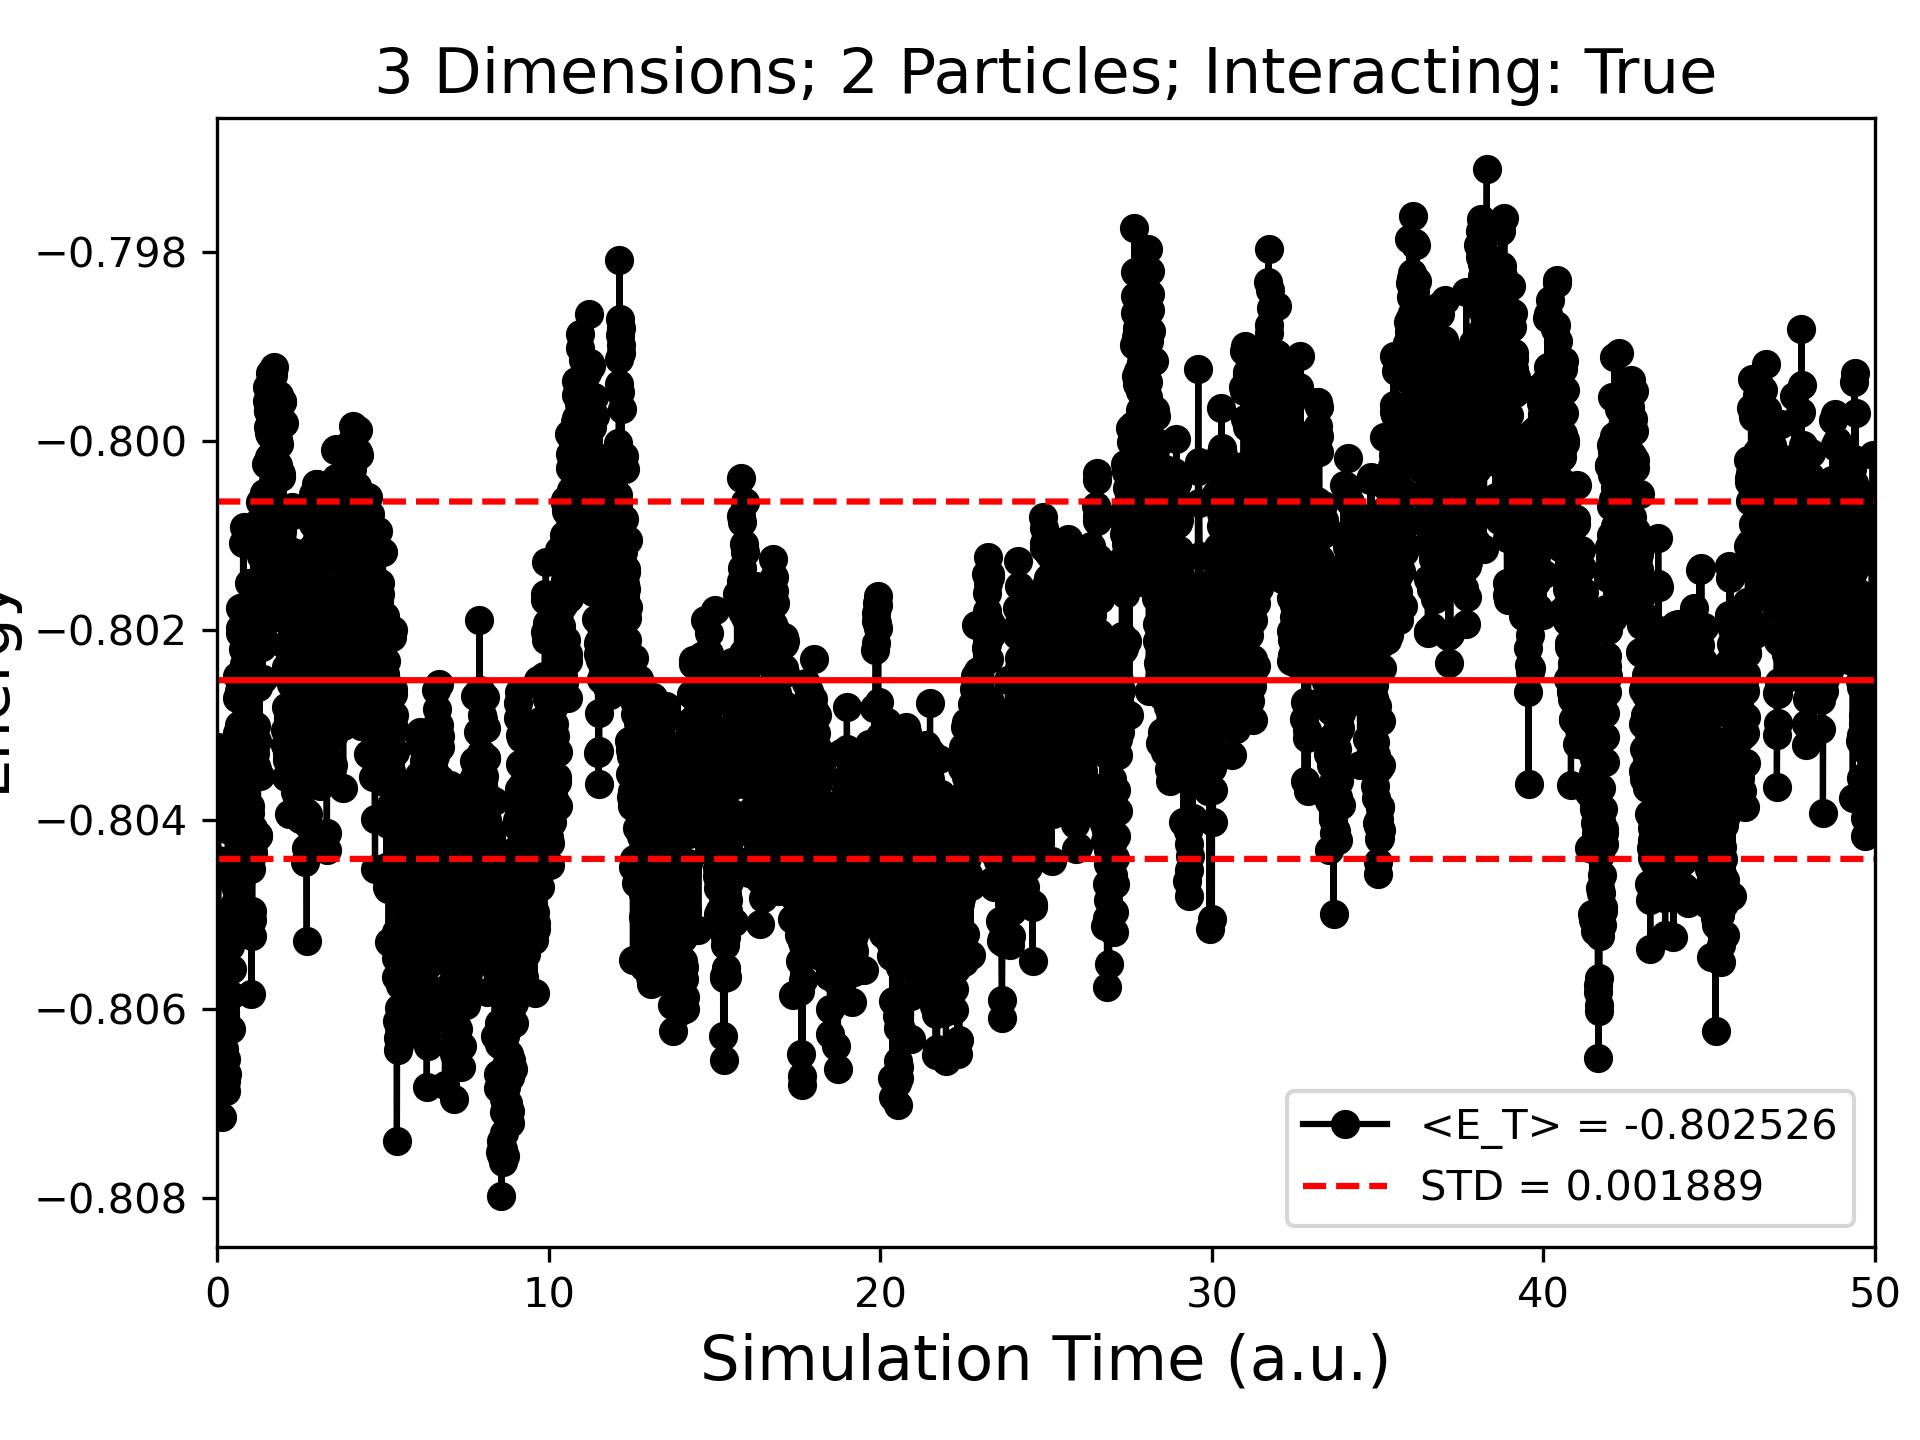 3 Dimensions; 2 Particles; Interacting: True
Energy
−0.798
−0.800
−0.802
−0.804
−0.806
−0.808
<E_T> = -0.802526
STD = 0.001889
0 10 20 30 40 50
Simulation Time (a.u.)